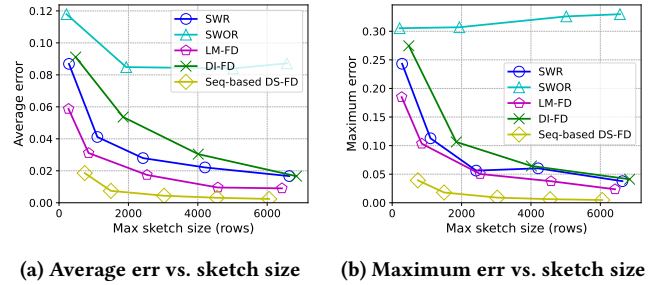 0.12
0.10
0.08
0.06
0.04
0.02
0.00
Average error
0 2000 4000 6000
Max sketch size (rows)
SWR
SWOR
LM-FD
DI-FD
Seq-based DS-FD
(a) Average err vs. sketch size
0.30
0.25
0.20
0.15
0.10
0.05
0.00
Maximum error
0 2000 4000 6000
Max sketch size (rows)
SWR
SWOR
LM-FD
DI-FD
Seq-based DS-FD
(b) Maximum err vs. sketch size